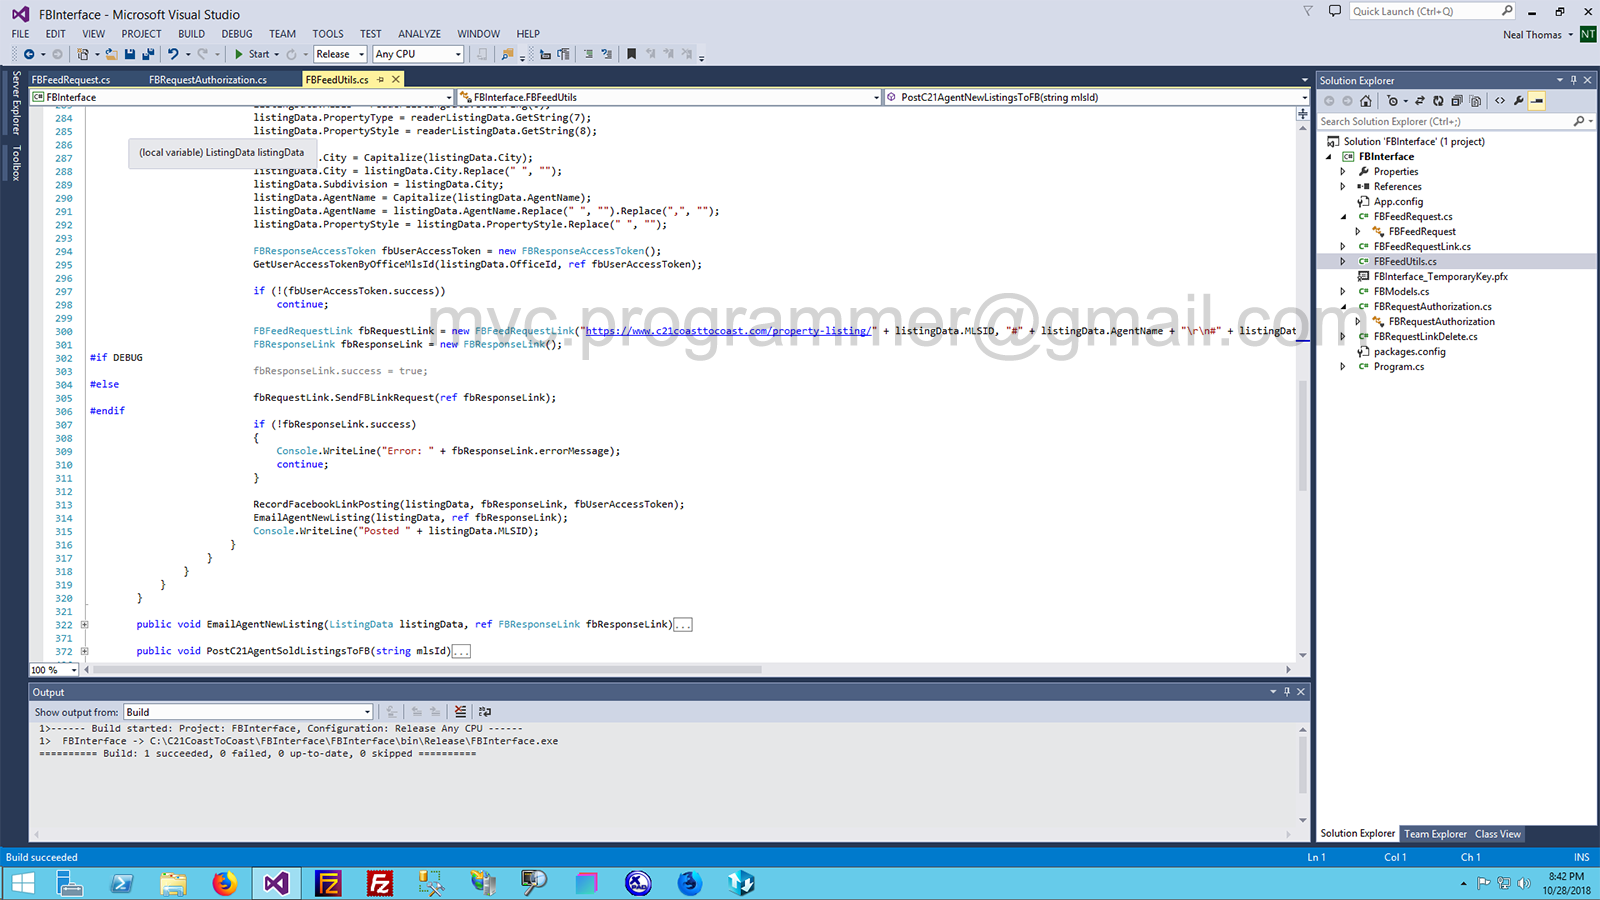 FBInterface - Microsoft Visual Studio
Quick Launch (Ctrl+Q)
FILE EDIT VIEW PROJECT BUILD DEBUG TEAM TOOLS TEST ANALYZE WINDOW HELP
Neal Thomas NT
Start Release Any CPU
Server Explorer
Toolbox
FBFeedRequest.cs FBRequestAuthorization.cs FBFeedUtils.cs
FBInterface FBInterface.FBFeedUtils PostC21AgentNewListingsToFB(string mlsId)
284 listingData.PropertyType = readerListingData.GetString(7);
285 listingData.PropertyStyle = readerListingData.GetString(8);
286
(local variable) ListingData listingData
287 .City = Capitalize(listingData.City);
288 listingData.City = listingData.City.Replace(" ", "");
289 listingData.Subdivision = listingData.City;
290 listingData.AgentName = Capitalize(listingData.AgentName);
291 listingData.AgentName = listingData.AgentName.Replace(" ", "").Replace(",", "");
292 listingData.PropertyStyle = listingData.PropertyStyle.Replace(" ", "");
293
294 FBResponseAccessToken fbUserAccessToken = new FBResponseAccessToken();
295 GetUserAccessTokenByOfficeMlsId(listingData.OfficeId, ref fbUserAccessToken);
296
297 if (!(fbUserAccessToken.success))
298 continue;
299
mvc.programmer@gmail.com
300 FBFeedRequestLink fbRequestLink = new FBFeedRequestLink("https://www.c21coasttocoast.com/property-listing/" + listingData.MLSID, "#" + listingData.AgentName + "\r\n#" + listingDat
301 FBResponseLink fbResponseLink = new FBResponseLink();
302 #if DEBUG
303 fbResponseLink.success = true;
304 #else
305 fbRequestLink.SendFBLinkRequest(ref fbResponseLink);
306 #endif
307 if (!fbResponseLink.success)
308 {
309 Console.WriteLine("Error: " + fbResponseLink.errorMessage);
310 continue;
311 }
312
313 RecordFacebookLinkPosting(listingData, fbResponseLink, fbUserAccessToken);
314 EmailAgentNewListing(listingData, ref fbResponseLink);
315 Console.WriteLine("Posted " + listingData.MLSID);
316 }
317 }
318 }
319 }
320 }
321
322 public void EmailAgentNewListing(ListingData listingData, ref FBResponseLink fbResponseLink)...
371
372 public void PostC21AgentSoldListingsToFB(string mlsId)...
100 %
Output
Show output from: Build
1>------ Build started: Project: FBInterface, Configuration: Release Any CPU ------
1> FBInterface -> C:\C21CoastToCoast\FBInterface\FBInterface\bin\Release\FBInterface.exe
========== Build: 1 succeeded, 0 failed, 0 up-to-date, 0 skipped ==========
Solution Explorer
Search Solution Explorer (Ctrl+;)
Solution 'FBInterface' (1 project)
FBInterface
Properties
References
App.config
FBFeedRequest.cs
FBFeedRequest
FBFeedRequestLink.cs
FBFeedUtils.cs
FBInterface_TemporaryKey.pfx
FBModels.cs
FBRequestAuthorization.cs
FBRequestAuthorization
FBRequestLinkDelete.cs
packages.config
Program.cs
Solution Explorer Team Explorer Class View
Build succeeded Ln 1 Col 1 Ch 1 INS
8:42 PM
10/28/2018